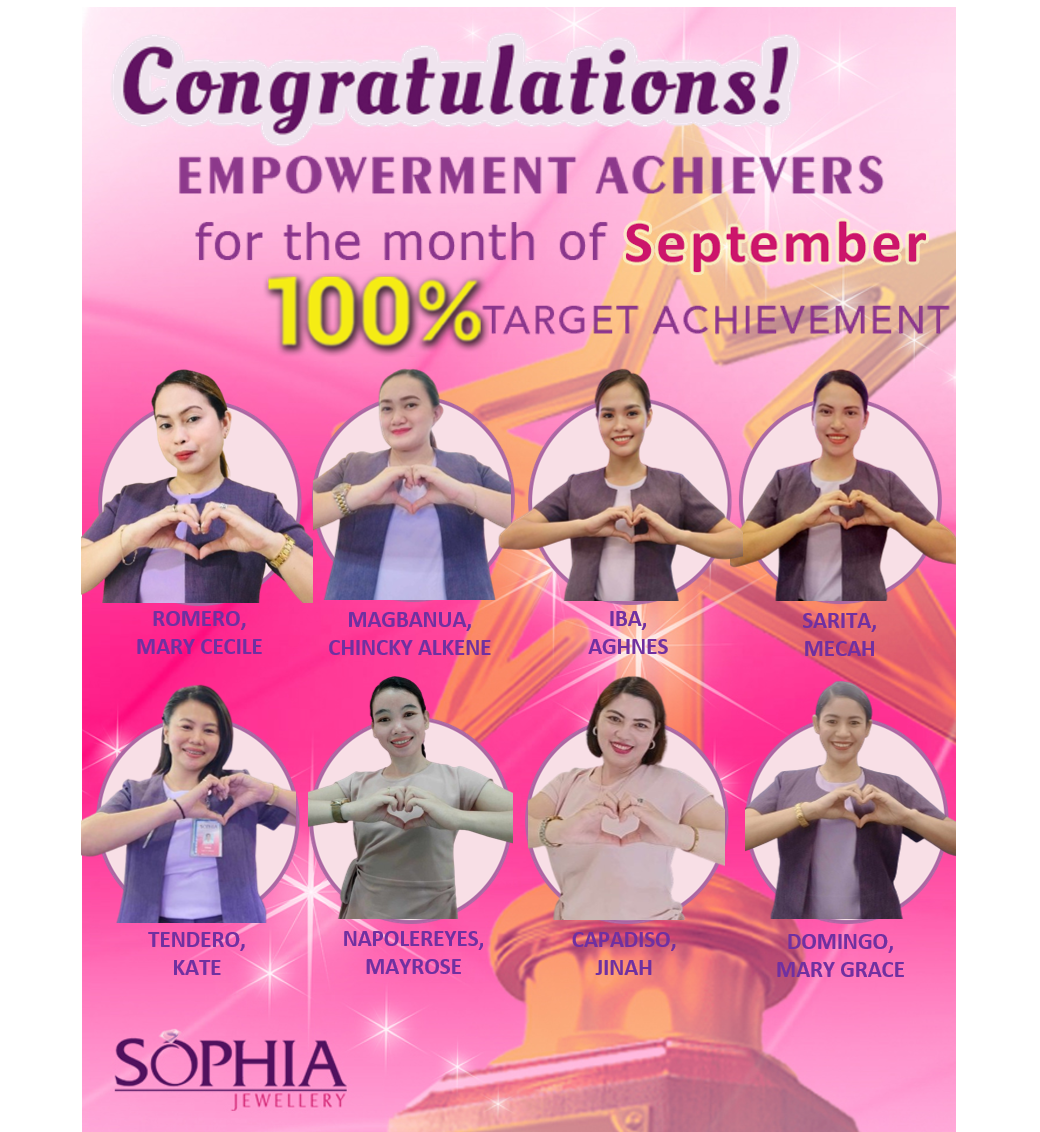 Congratulations!
EMPOWERMENT ACHIEVERS
for the month of September
100% TARGET ACHIEVEMENT
ROMERO,
MARY CECILE
MAGBANUA,
CHINCKY ALKENE
IBA,
AGHNES
SARITA,
MECAH
TENDERO,
KATE
NAPOLEREYES,
MAYROSE
CAPADISO,
JINAH
DOMINGO,
MARY GRACE
SOPHIA
JEWELLERY